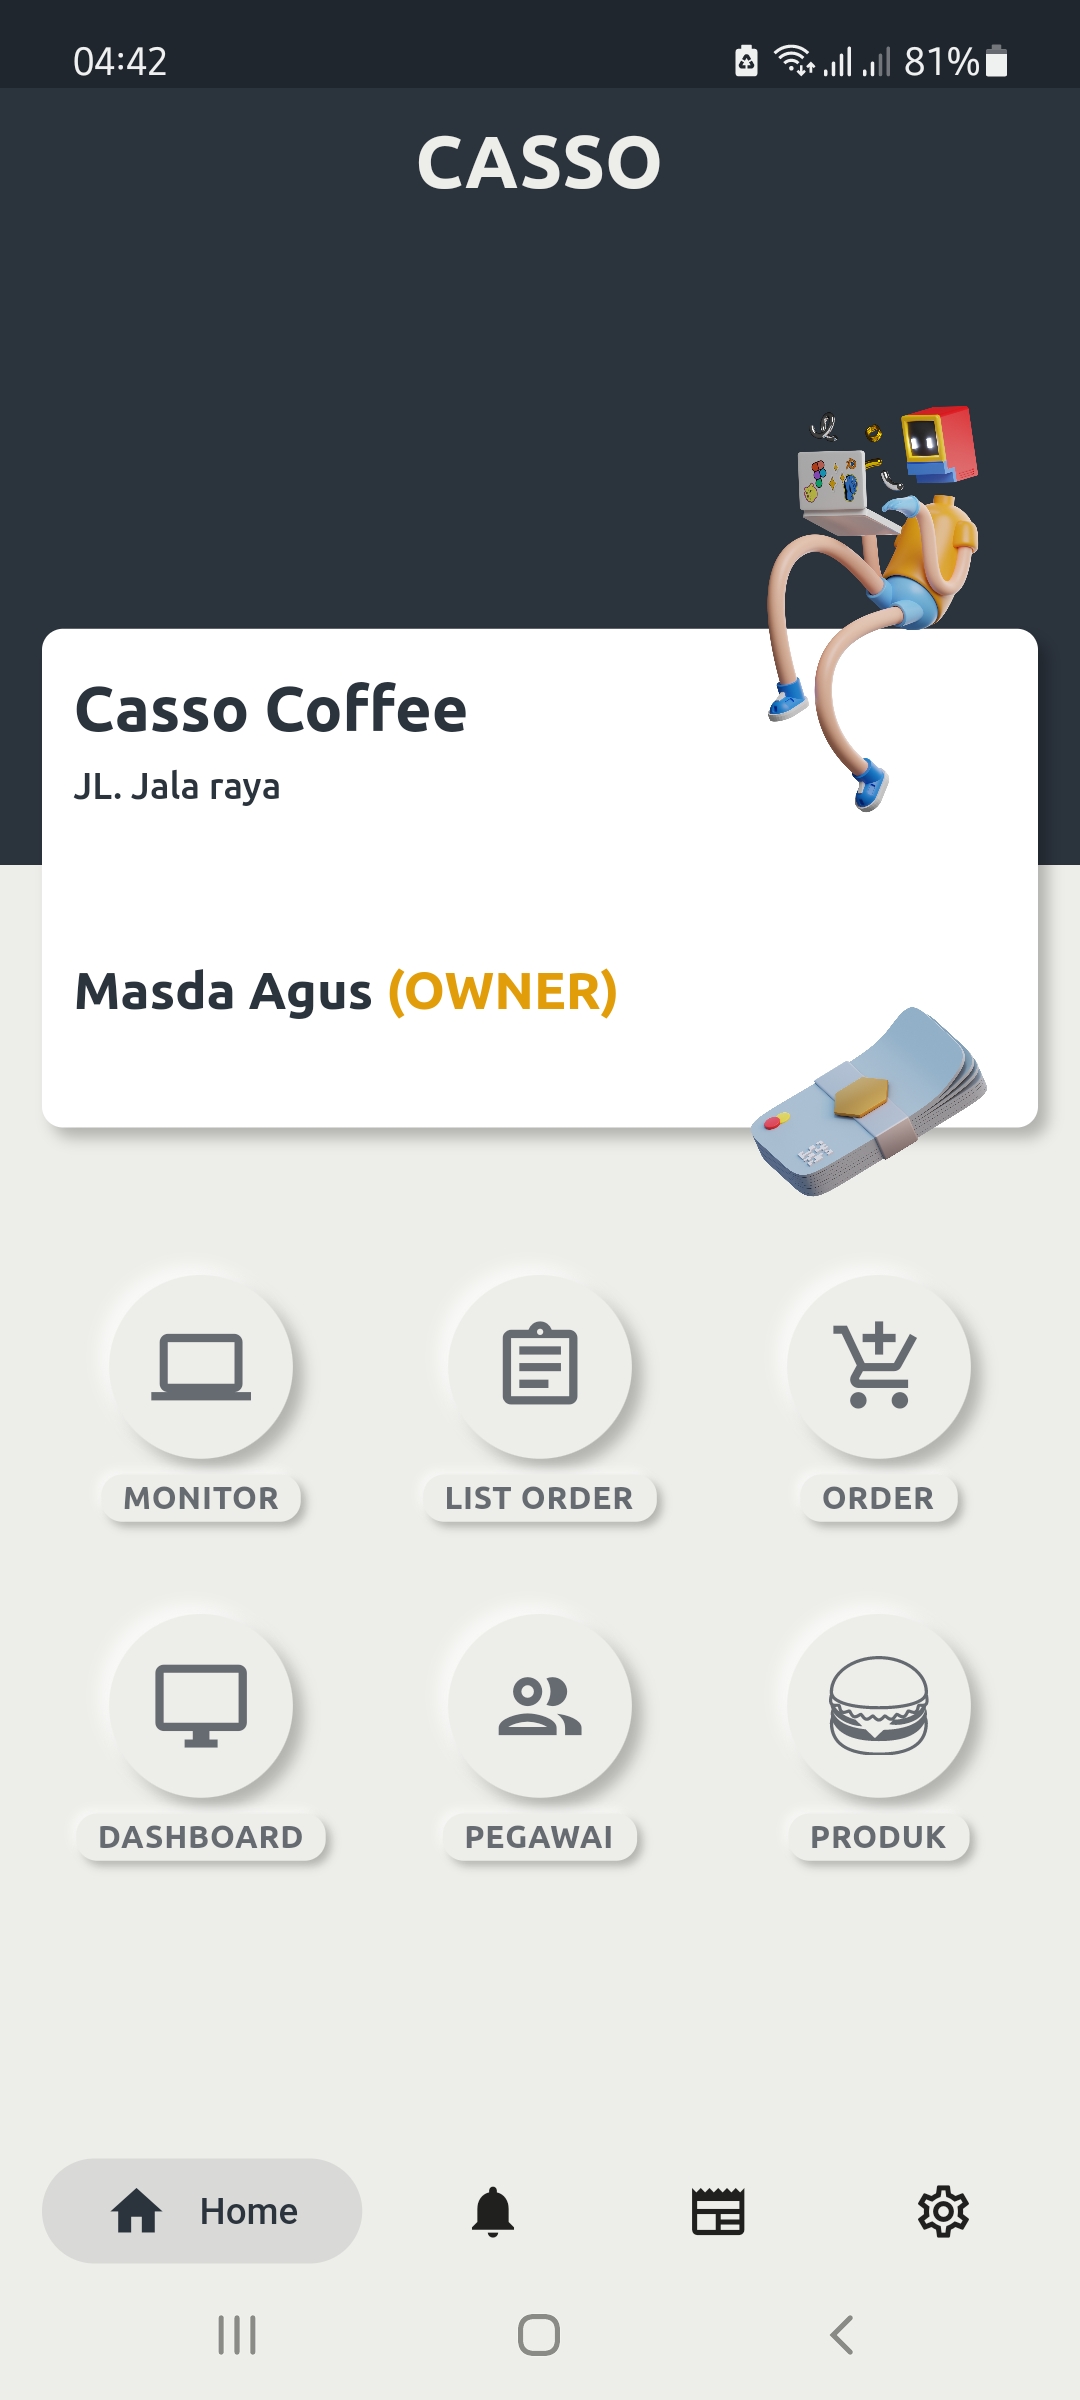 04:42
81%
CASSO
Casso Coffee
JL. Jala raya
Masda Agus (OWNER)
MONITOR
LIST ORDER
ORDER
DASHBOARD
PEGAWAI
PRODUK
Home